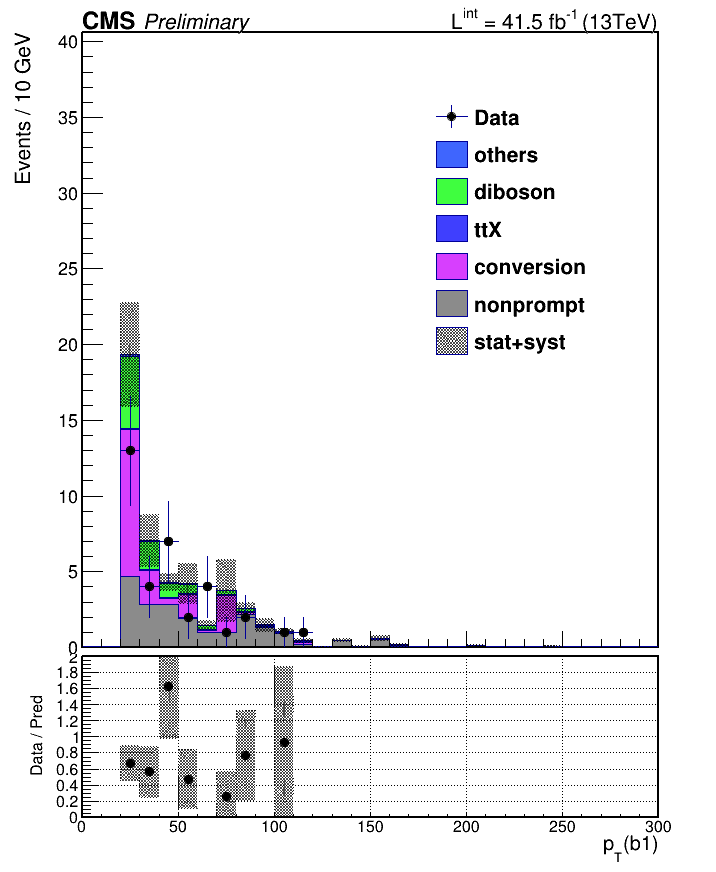 CMS Preliminary
L^int = 41.5 fb^-1 (13TeV)
Events / 10 GeV
40
35
30
25
20
15
10
5
0
Data
others
diboson
ttX
conversion
nonprompt
stat+syst
Data / Pred
2
1.8
1.6
1.4
1.2
1
0.8
0.6
0.4
0.2
0
0 50 100 150 200 250 300
p_T(b1)